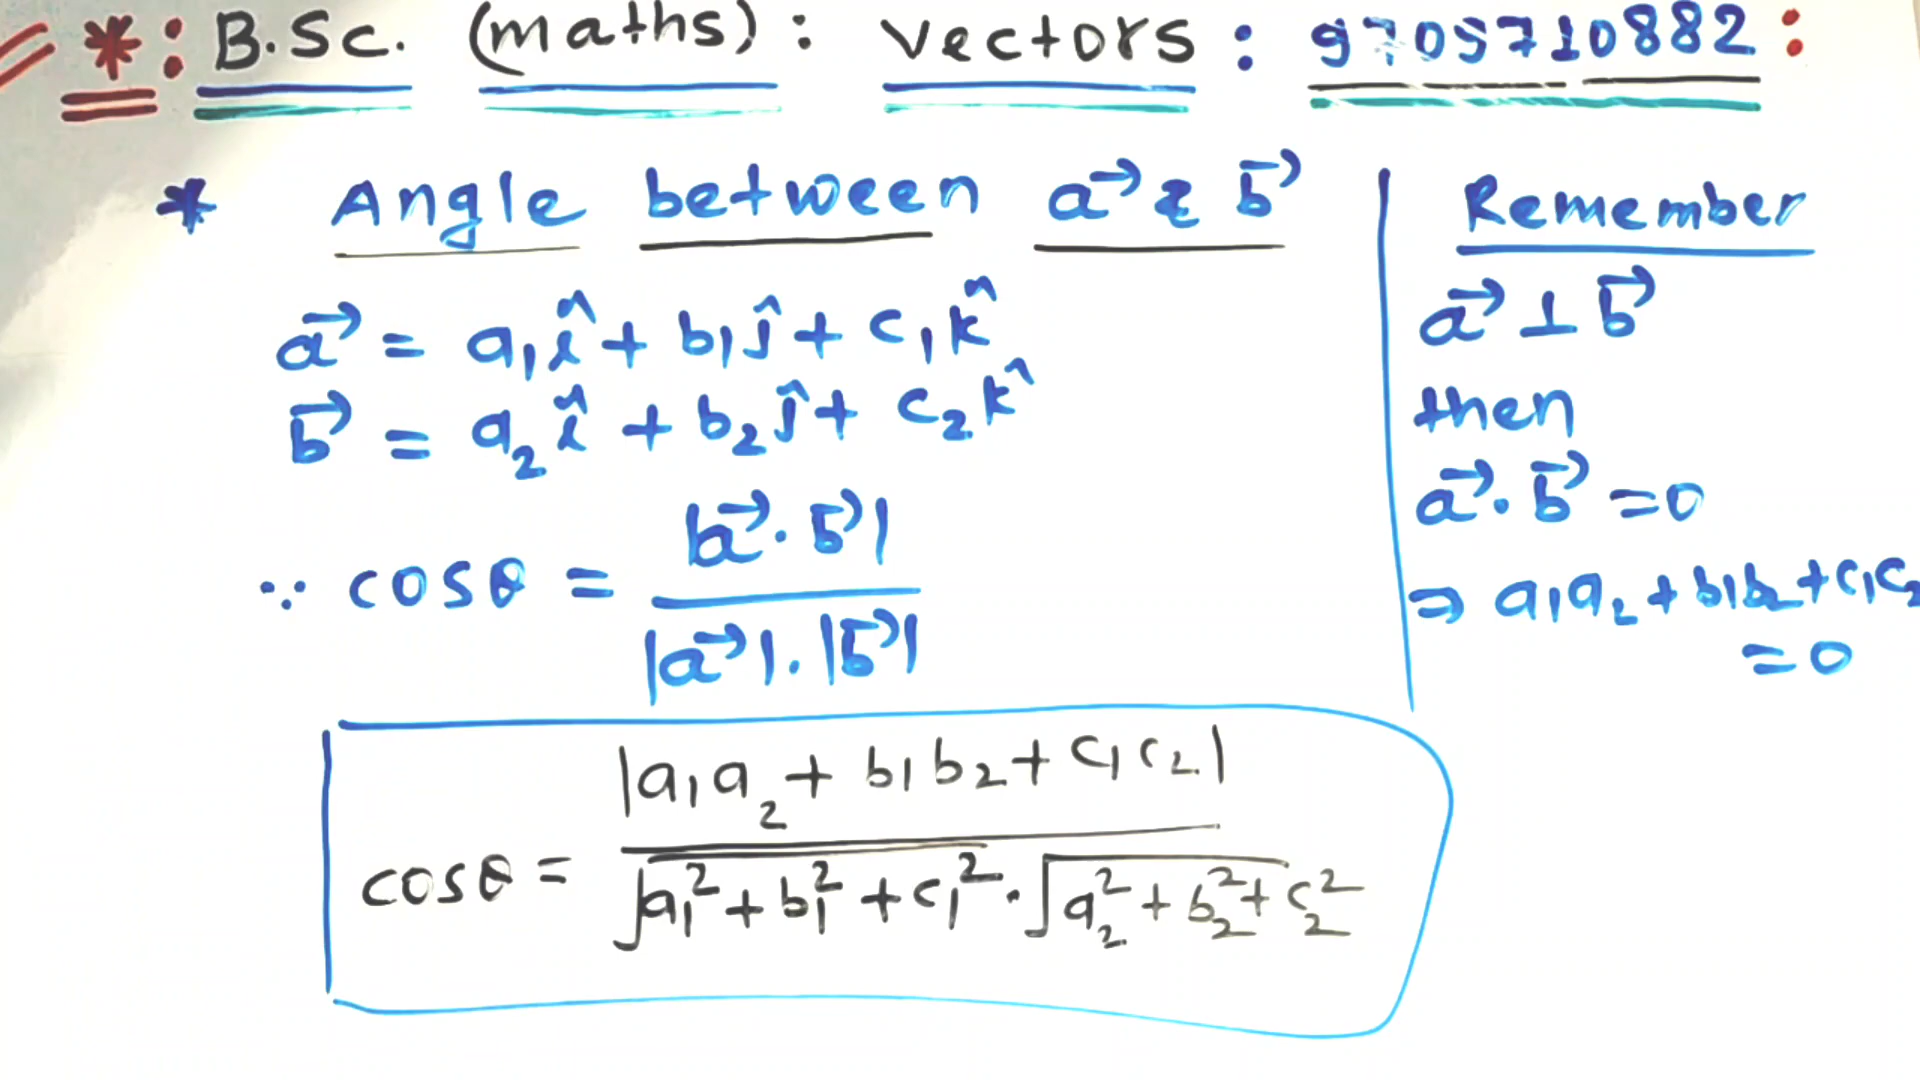 *: B.Sc. (maths): Vectors: 9705710882:
* Angle between a⃗ & b⃗
a⃗ = a₁î + b₁ĵ + c₁k̂
b⃗ = a₂î + b₂ĵ + c₂k̂
∵ cosθ = |a⃗ · b⃗| / |a⃗| · |b⃗|
cosθ = |a₁a₂ + b₁b₂ + c₁c₂| / √a₁² + b₁² + c₁² · √a₂² + b₂² + c₂²
Remember
a⃗ ⊥ b⃗
then
a⃗ · b⃗ = 0
⇒ a₁a₂ + b₁b₂ + c₁c₂
= 0